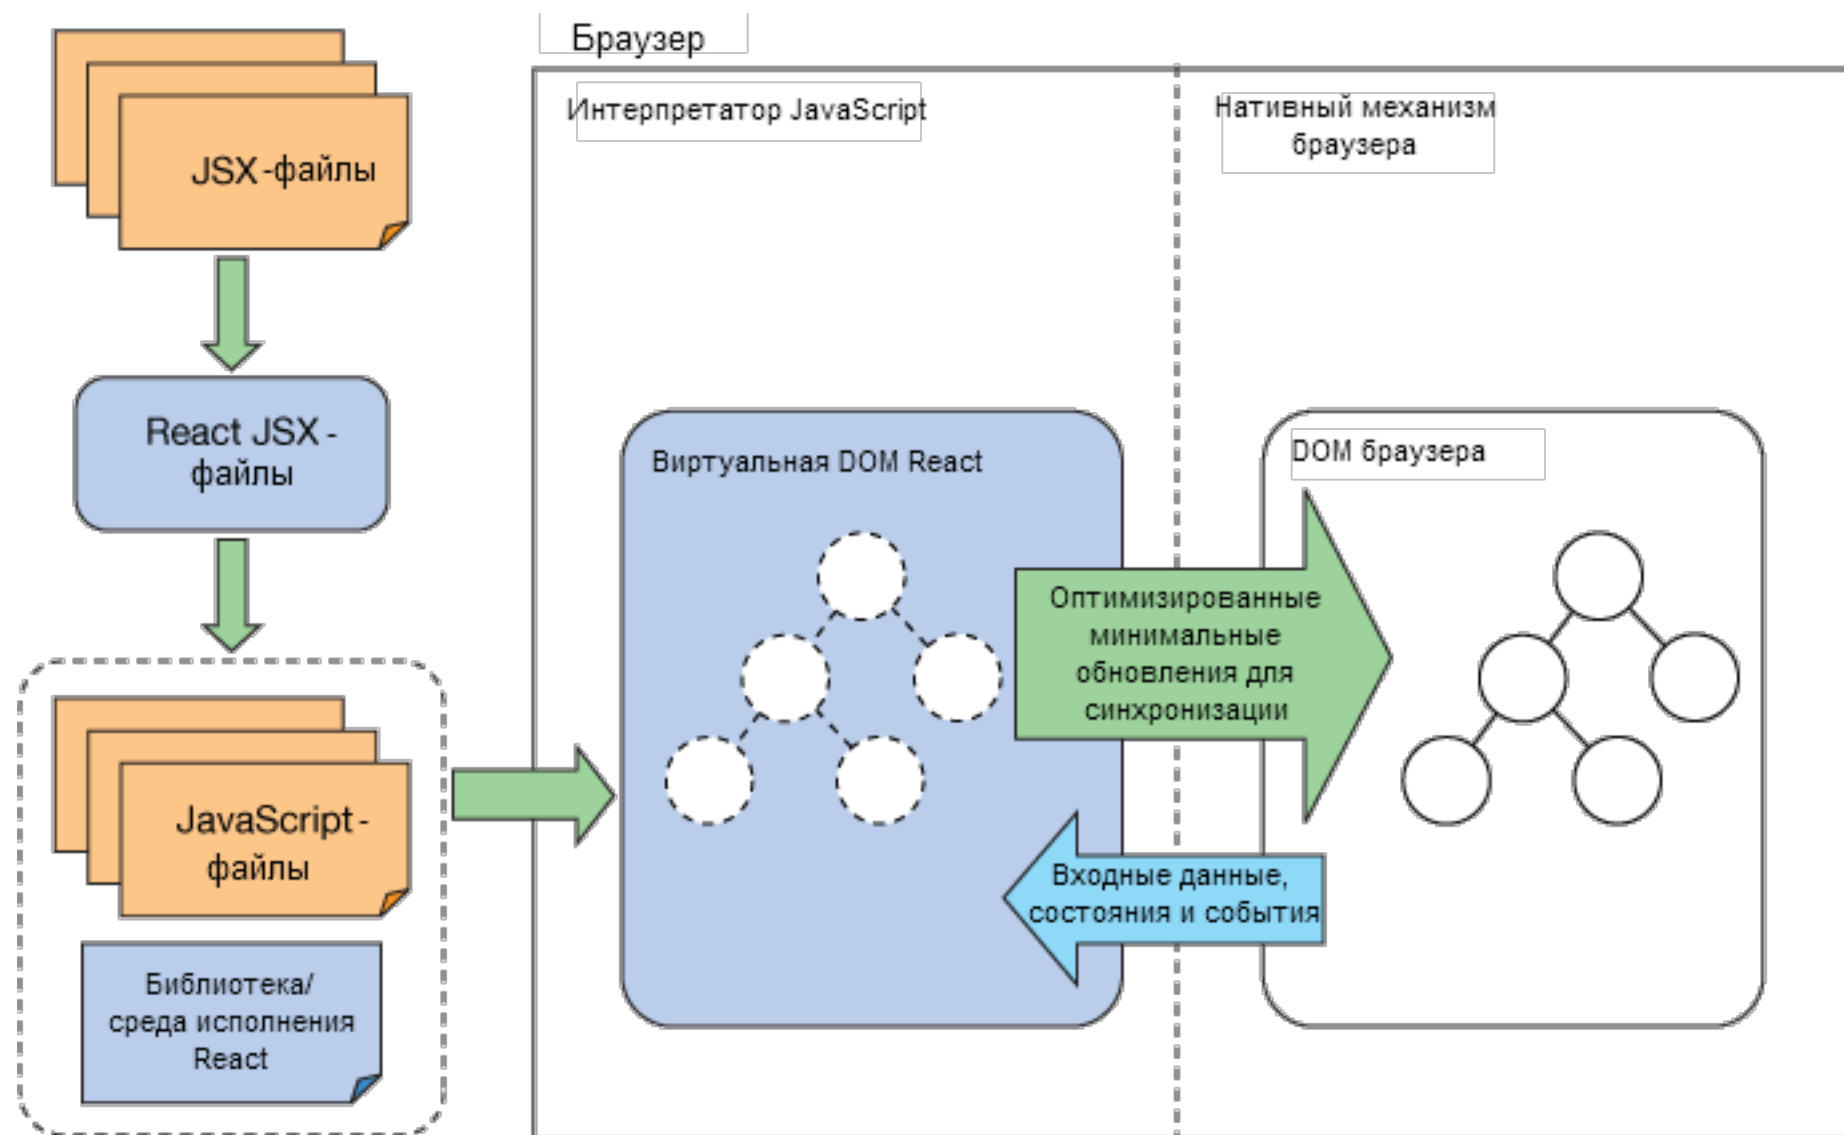 Браузер
Интерпретатор JavaScript
Нативный механизм
браузера
JSX-файлы
React JSX -
файлы
JavaScript -
файлы
Библиотека/
среда исполнения
React
Виртуальная DOM React
Оптимизированные
минимальные
обновления для
синхронизации
Входные данные,
состояния и события
DOM браузера